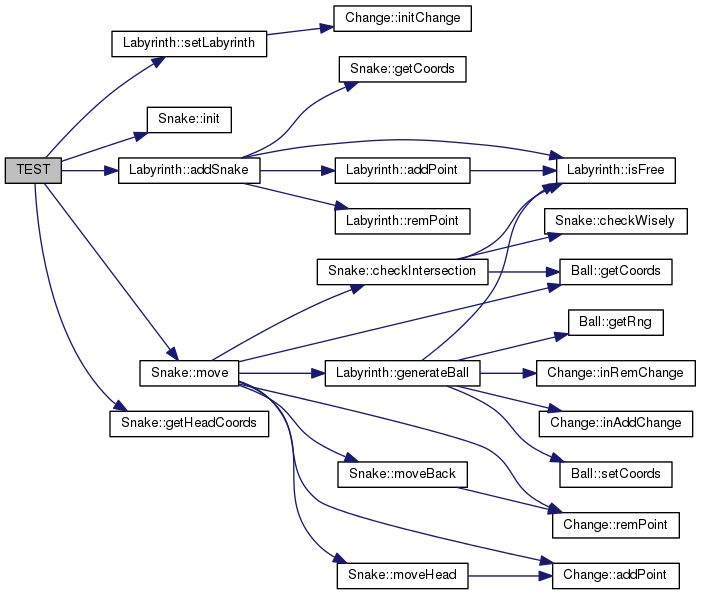 Change::initChange
Labyrinth::setLabyrinth
Snake::getCoords
Snake::init
TEST
Labyrinth::addSnake
Labyrinth::addPoint
Labyrinth::isFree
Labyrinth::remPoint
Snake::checkWisely
Snake::checkIntersection
Ball::getCoords
Ball::getRng
Snake::move
Labyrinth::generateBall
Change::inRemChange
Snake::getHeadCoords
Change::inAddChange
Snake::moveBack
Ball::setCoords
Change::remPoint
Snake::moveHead
Change::addPoint